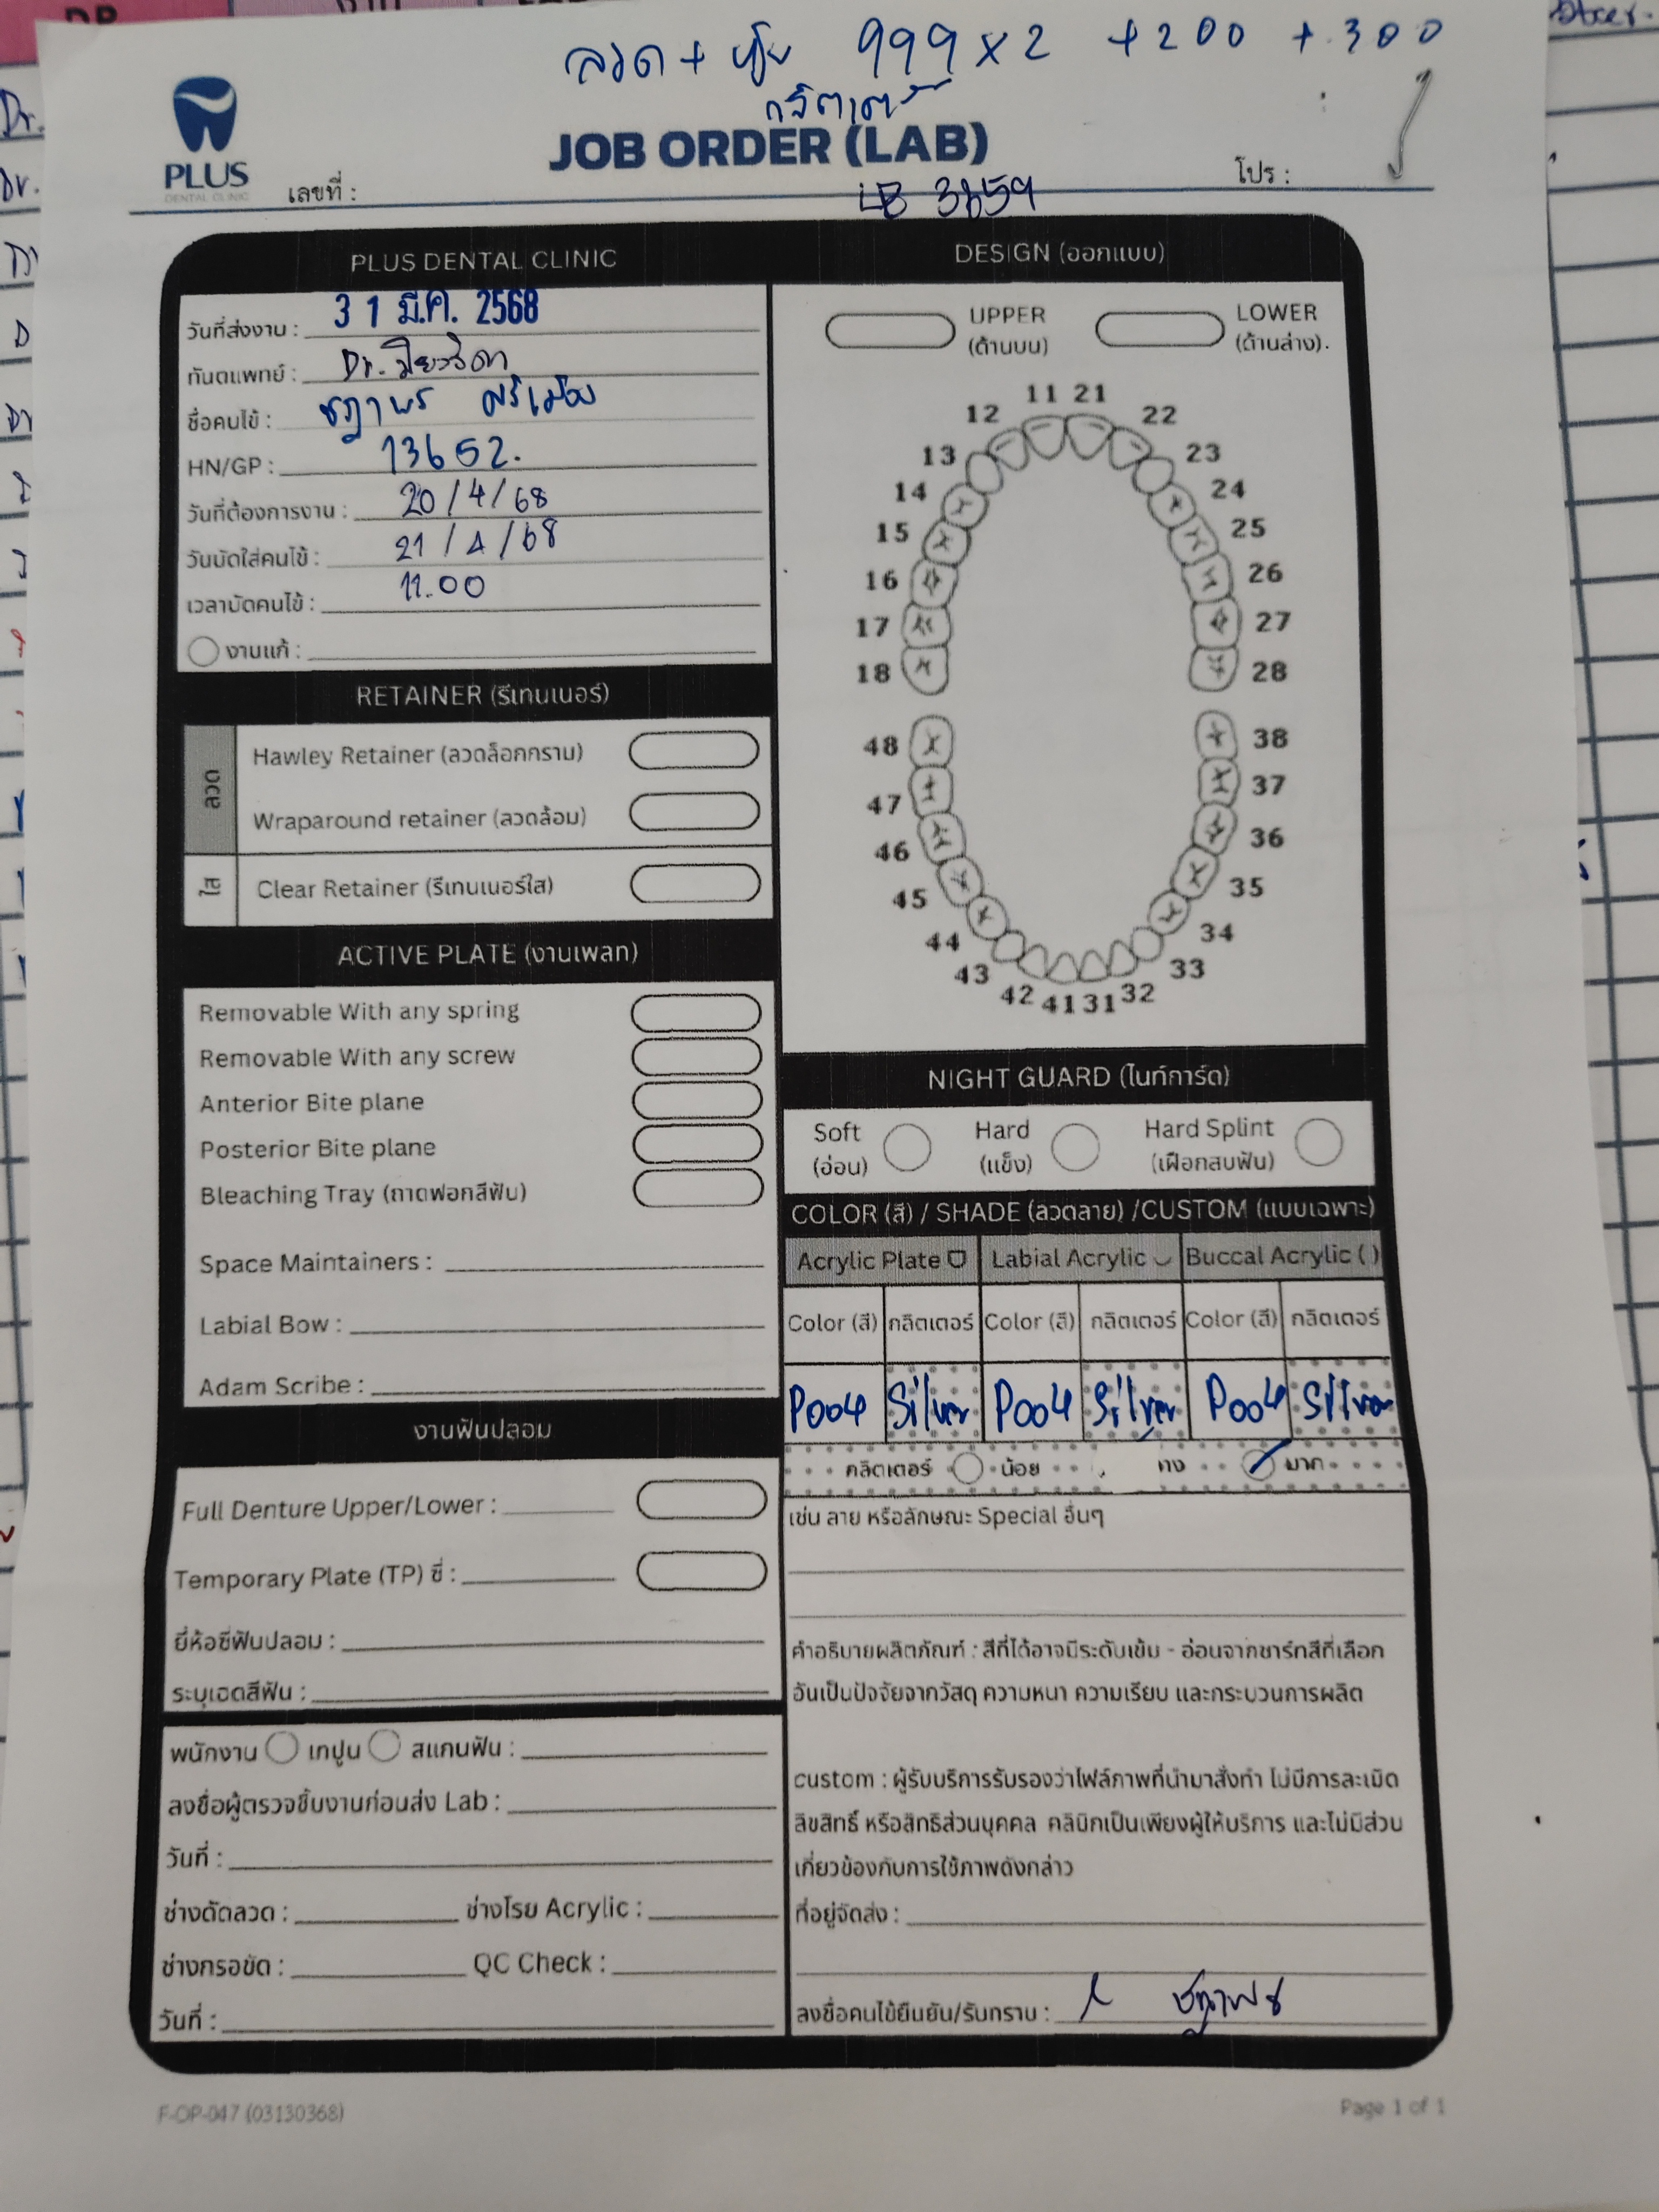 ลวด + หุ้ม 999 x 2 + 200 + 300
กลิตเตอร์
PLUS
DENTAL CLINIC
JOB ORDER (LAB)
เลขที่ :
LB 3859
โปร :
PLUS DENTAL CLINIC
วันที่ส่งงาน : 31 มี.ค. 2568
ทันตแพทย์ : Dr.
ชื่อคนไข้ : ชฎาพร ศรีเมือง
HN/GP : 13652.
วันที่ต้องการงาน : 20/4/68
วันนัดใส่คนไข้ : 21/4/68
เวลานัดคนไข้ : 11.00
งานแก้ :
RETAINER (รีเทนเนอร์)
ลวด
Hawley Retainer (ลวดล็อกกราม)
Wraparound retainer (ลวดล้อม)
ใส
Clear Retainer (รีเทนเนอร์ใส)
ACTIVE PLATE (งานเพลท)
Removable With any spring
Removable With any screw
Anterior Bite plane
Posterior Bite plane
Bleaching Tray (ถาดฟอกสีฟัน)
Space Maintainers :
Labial Bow :
Adam Scribe :
งานฟันปลอม
Full Denture Upper/Lower :
Temporary Plate (TP) ซี่ :
ยี่ห้อซี่ฟันปลอม :
ระบุเฉดสีฟัน :
พนักงาน เทปูน สแกนฟัน :
ลงชื่อผู้ตรวจชิ้นงานก่อนส่ง Lab :
วันที่ :
ช่างดัดลวด : ช่างโรย Acrylic :
ช่างกรอขัด : QC Check :
วันที่ :
DESIGN (ออกแบบ)
UPPER (ด้านบน)
LOWER (ด้านล่าง).
11 21
12 22
13 23
14 24
15 25
16 26
17 27
18 28
48 38
47 37
46 36
45 35
44 34
43 33
42 41 31 32
NIGHT GUARD (ไนท์การ์ด)
Soft (อ่อน)
Hard (แข็ง)
Hard Splint (เฝือกสบฟัน)
COLOR (สี) / SHADE (ลวดลาย) /CUSTOM (แบบเฉพาะ)
Acrylic Plate Labial Acrylic Buccal Acrylic ( )
Color (สี) กลิตเตอร์ Color (สี) กลิตเตอร์ Color (สี) กลิตเตอร์
P004 Silver P004 Silver P004 Silver
กลิตเตอร์ น้อย มาก
เช่น ลาย หรือลักษณะ Special อื่นๆ
คำอธิบายผลิตภัณฑ์ : สีที่ได้อาจมีระดับเข้ม - อ่อนจากชาร์ทสีที่เลือก
อันเป็นปัจจัยจากวัสดุ ความหนา ความเรียบ และกระบวนการผลิต
custom : ผู้รับบริการรับรองว่าไฟล์ภาพที่นำมาสั่งทำ ไม่มีการละเมิด
ลิขสิทธิ์ หรือสิทธิส่วนบุคคล คลินิกเป็นเพียงผู้ให้บริการ และไม่มีส่วน
เกี่ยวข้องกับการใช้ภาพดังกล่าว
ที่อยู่จัดส่ง :
ลงชื่อคนไข้ยืนยัน/รับทราบ : ชฎาพร
F-OP-047 (03130368)
Page 1 of 1